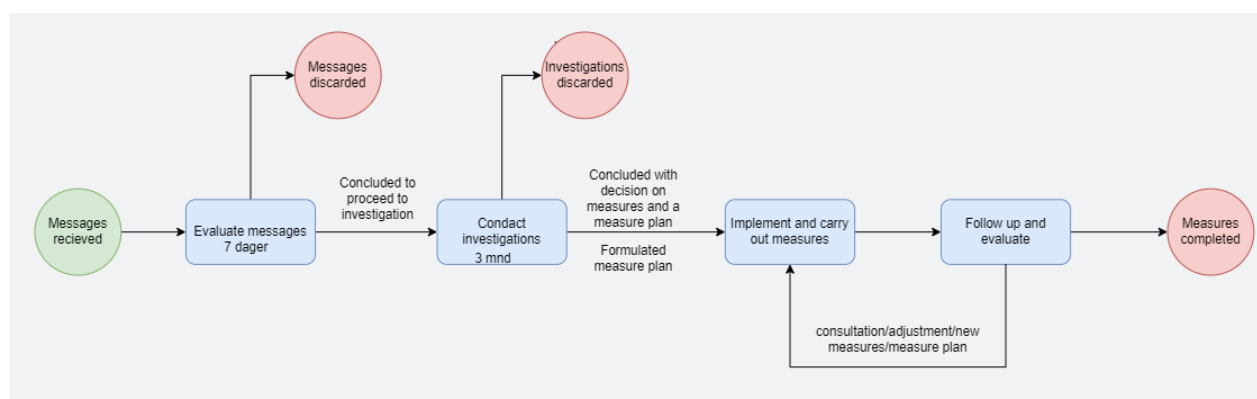 Messages
recieved
Evaluate messages
7 dager
Messages
discarded
Concluded to
proceed to
investigation
Condact
investigations
3 mnd
Investigations
discarded
Concluded with
decision on
measures and a
measure plan
Formulated
measure plan
Implement and carry
out measures
Follow up and
evaluate
consultation/adjustment/new
measures/measure plan
Measures
completed